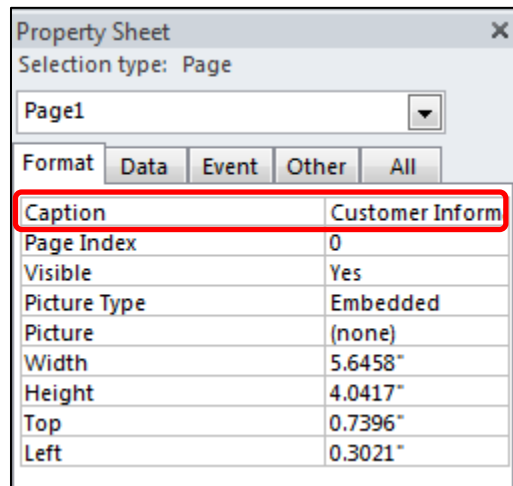 Property Sheet
Selection type: Page
Page1
Format Data Event Other All
Caption Customer Inform
Page Index 0
Visible Yes
Picture Type Embedded
Picture (none)
Width 5.6458"
Height 4.0417"
Top 0.7396"
Left 0.3021"